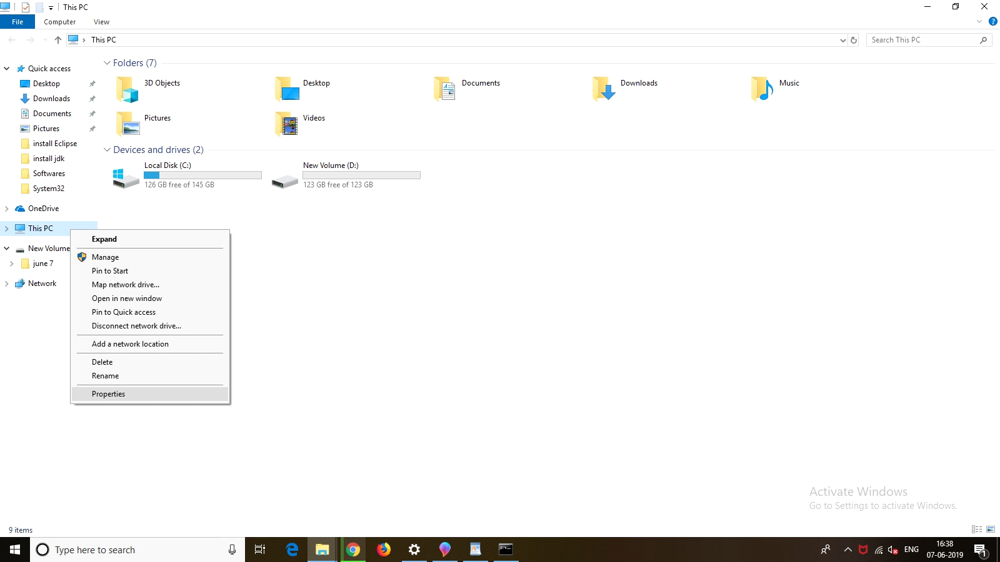 This PC
File Computer View
This PC
Search This PC
Quick access
Desktop
Downloads
Documents
Pictures
install Eclipse
install jdk
Softwares
System32
OneDrive
This PC
New Volume
june 7
Network
Folders (7)
3D Objects
Desktop
Documents
Downloads
Music
Pictures
Videos
Devices and drives (2)
Local Disk (C:)
126 GB free of 145 GB
New Volume (D:)
123 GB free of 123 GB
Expand
Manage
Pin to Start
Map network drive...
Open in new window
Pin to Quick access
Disconnect network drive...
Add a network location
Delete
Rename
Properties
Activate Windows
Go to Settings to activate Windows.
9 items
Type here to search
ENG
16:38
07-06-2019
1